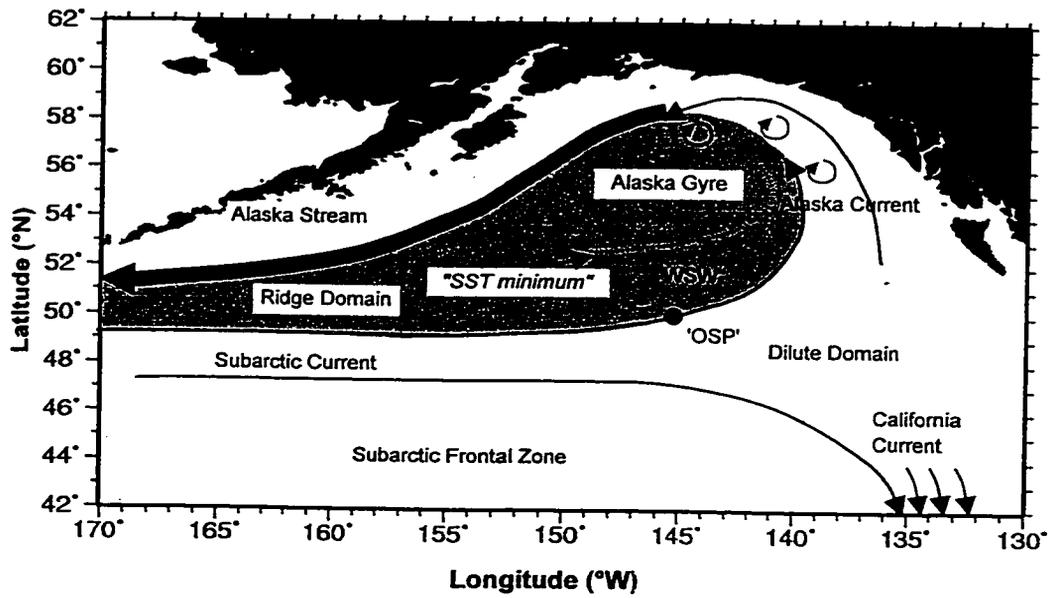 62°
60°
58°
56°
54°
52°
50°
48°
46°
44°
42°
Latitude (°N)
Alaska Gyre
Alaska Stream
Alaska Current
"SST minimum"
WSW
Ridge Domain
'OSP'
Dilute Domain
Subarctic Current
California
Current
Subarctic Frontal Zone
170° 165° 160° 155° 150° 145° 140° 135° 130°
Longitude (°W)